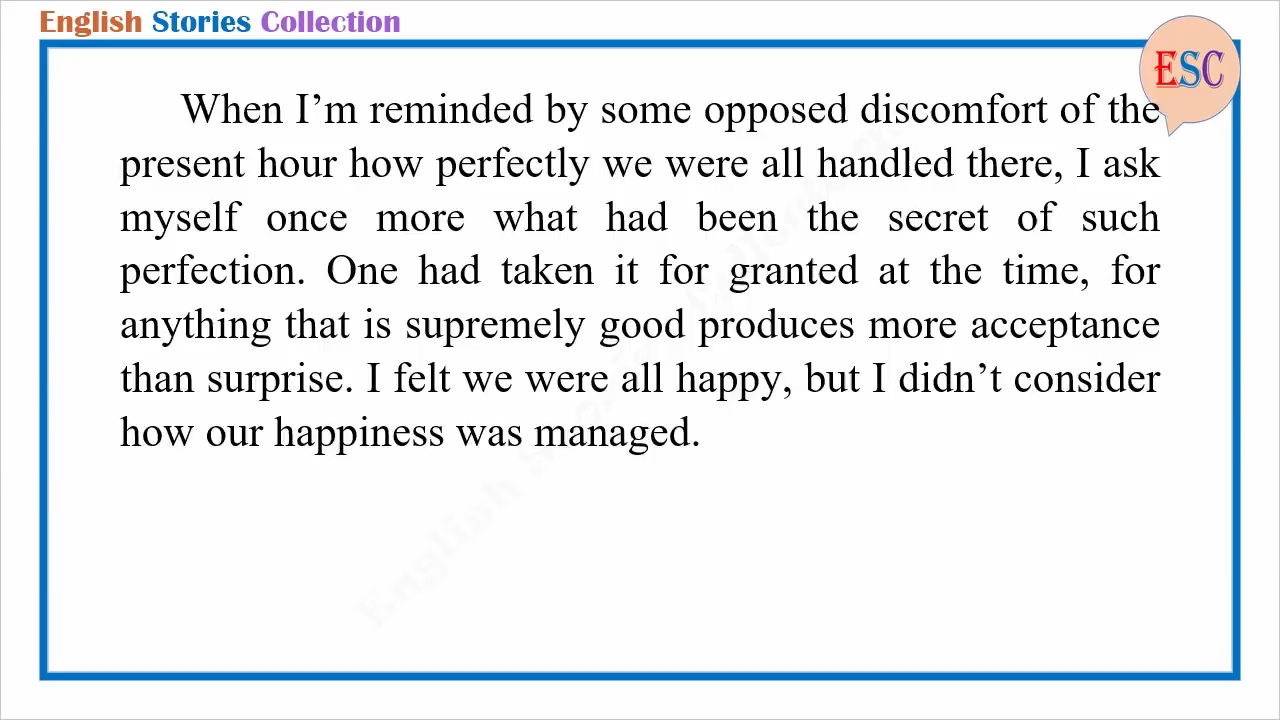 English Stories Collection
ESC
When I’m reminded by some opposed discomfort of the
present hour how perfectly we were all handled there, I ask
myself once more what had been the secret of such
perfection. One had taken it for granted at the time, for
anything that is supremely good produces more acceptance
than surprise. I felt we were all happy, but I didn’t consider
how our happiness was managed.
English